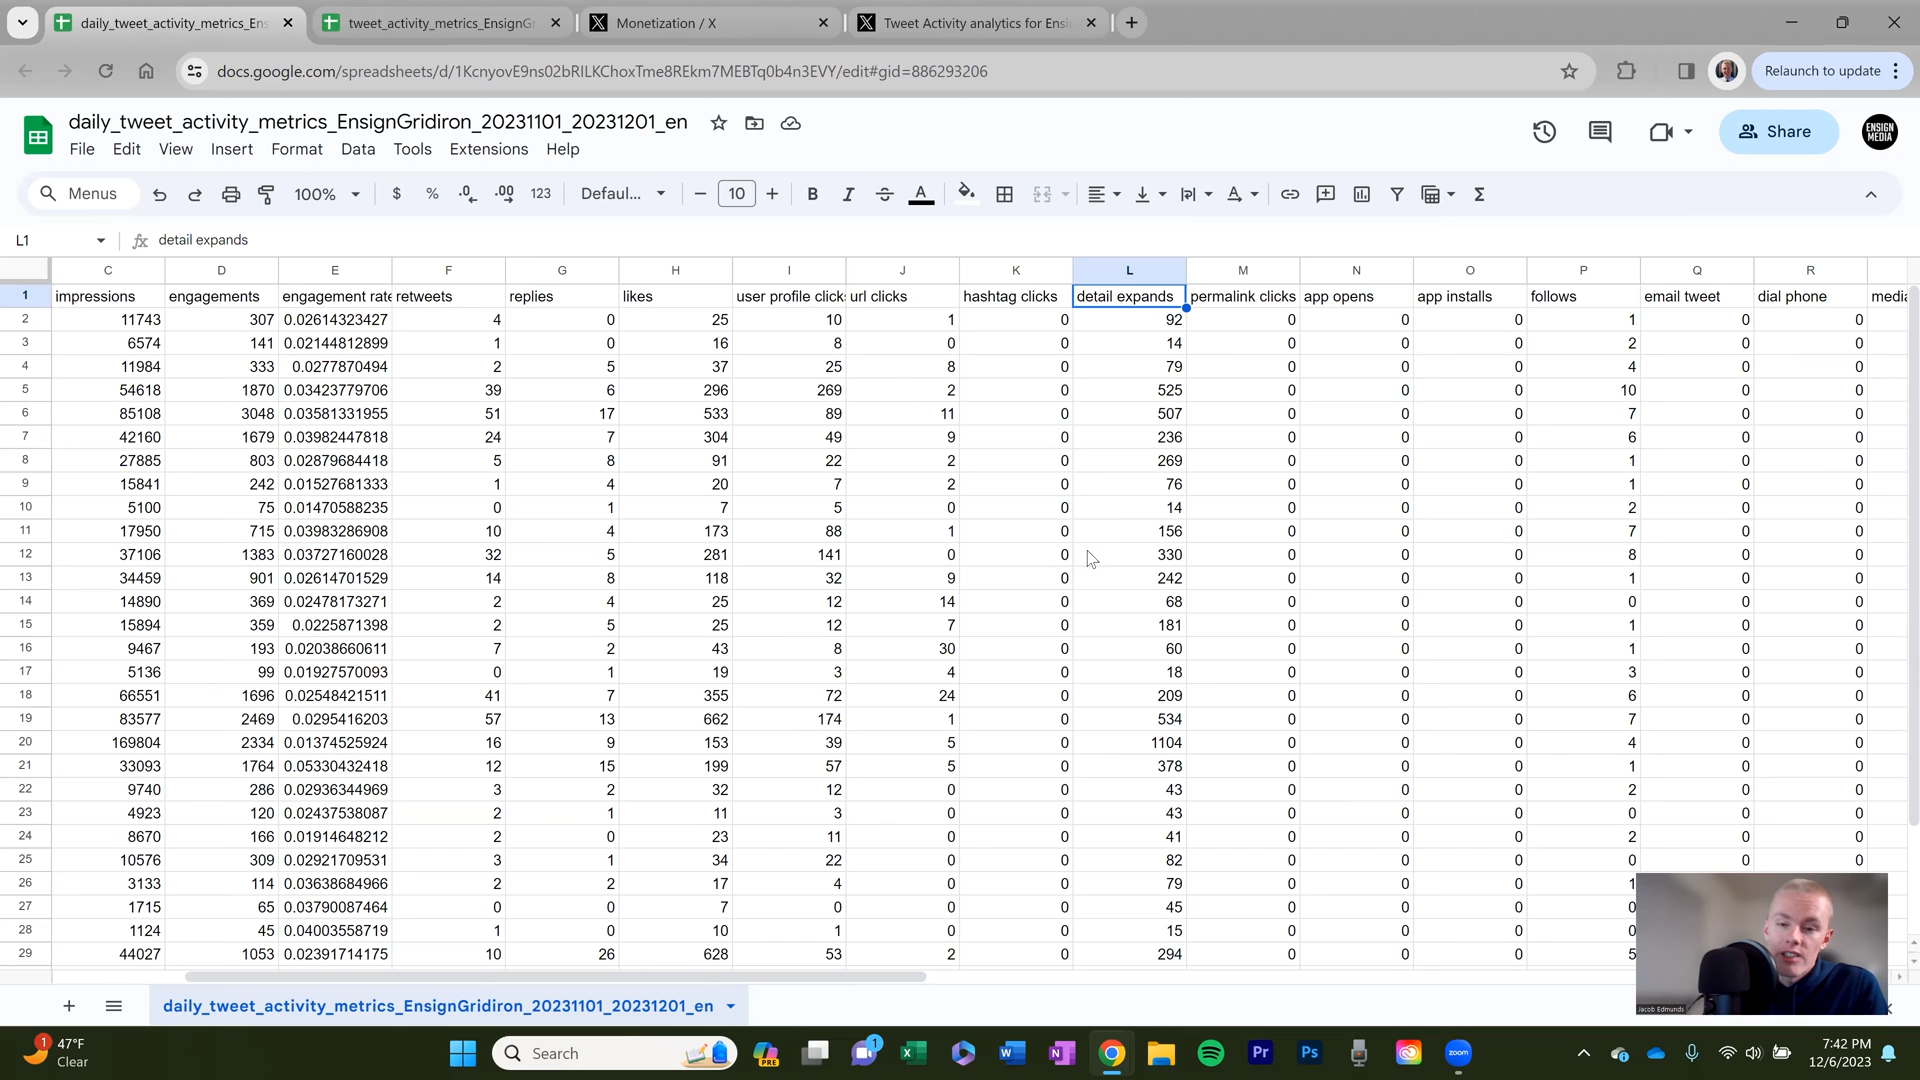 daily_tweet_activity_metrics_Ens
tweet_activity_metrics_EnsignGr
Monetization / X
Tweet Activity analytics for Ensi
docs.google.com/spreadsheets/d/1KcnyovE9ns02bRILKChoxTme8REkm7MEBTq0b4n3EVY/edit#gid=886293206
Relaunch to update
daily_tweet_activity_metrics_EnsignGridiron_20231101_20231201_en
File Edit View Insert Format Data Tools Extensions Help
Share
ENSIGN MEDIA
Menus 100% $ % .0 .00 123 Defaul... 10 B I A
L1 fx detail expands
C D E F G H I J K L M N O P Q R
1 impressions engagements engagement rate retweets replies likes user profile click url clicks hashtag clicks detail expands permalink clicks app opens app installs follows email tweet dial phone media
2 11743 307 0.02614323427 4 0 25 10 1 0 92 0 0 0 1 0 0
3 6574 141 0.02144812899 1 0 16 8 0 0 14 0 0 0 2 0 0
4 11984 333 0.0277870494 2 5 37 25 8 0 79 0 0 0 4 0 0
5 54618 1870 0.03423779706 39 6 296 269 2 0 525 0 0 0 10 0 0
6 85108 3048 0.03581331955 51 17 533 89 11 0 507 0 0 0 7 0 0
7 42160 1679 0.03982447818 24 7 304 49 9 0 236 0 0 0 6 0 0
8 27885 803 0.02879684418 5 8 91 22 2 0 269 0 0 0 1 0 0
9 15841 242 0.01527681333 1 4 20 7 2 0 76 0 0 0 1 0 0
10 5100 75 0.01470588235 0 1 7 5 0 0 14 0 0 0 2 0 0
11 17950 715 0.03983286908 10 4 173 88 1 0 156 0 0 0 7 0 0
12 37106 1383 0.03727160028 32 5 281 141 0 0 330 0 0 0 8 0 0
13 34459 901 0.02614701529 14 8 118 32 9 0 242 0 0 0 1 0 0
14 14890 369 0.02478173271 2 4 25 12 14 0 68 0 0 0 0 0 0
15 15894 359 0.0225871398 2 5 25 12 7 0 181 0 0 0 1 0 0
16 9467 193 0.02038660611 7 2 43 8 30 0 60 0 0 0 1 0 0
17 5136 99 0.01927570093 0 1 19 3 4 0 18 0 0 0 3 0 0
18 66551 1696 0.02548421511 41 7 355 72 24 0 209 0 0 0 6 0 0
19 83577 2469 0.0295416203 57 13 662 174 1 0 534 0 0 0 7 0 0
20 169804 2334 0.01374525924 16 9 153 39 5 0 1104 0 0 0 4 0 0
21 33093 1764 0.05330432418 12 15 199 57 5 0 378 0 0 0 1 0 0
22 9740 286 0.02936344969 3 2 32 12 0 0 43 0 0 0 2 0 0
23 4923 120 0.02437538087 2 1 11 3 0 0 43 0 0 0 0 0 0
24 8670 166 0.01914648212 2 0 23 11 0 0 41 0 0 0 2 0 0
25 10576 309 0.02921709531 3 1 34 22 0 0 82 0 0 0 0 0 0
26 3133 114 0.03638684966 2 2 17 4 0 0 79 0 0 0 1
27 1715 65 0.03790087464 0 0 7 0 0 0 45 0 0 0 0
28 1124 45 0.04003558719 1 0 10 1 0 0 15 0 0 0 0
29 44027 1053 0.02391714175 10 26 628 53 2 0 294 0 0 0 5
Jacob Edmunds
daily_tweet_activity_metrics_EnsignGridiron_20231101_20231201_en
1 47°F
Clear
Search
PRE
1
Pr
Ps
zoom
7:42 PM
12/6/2023